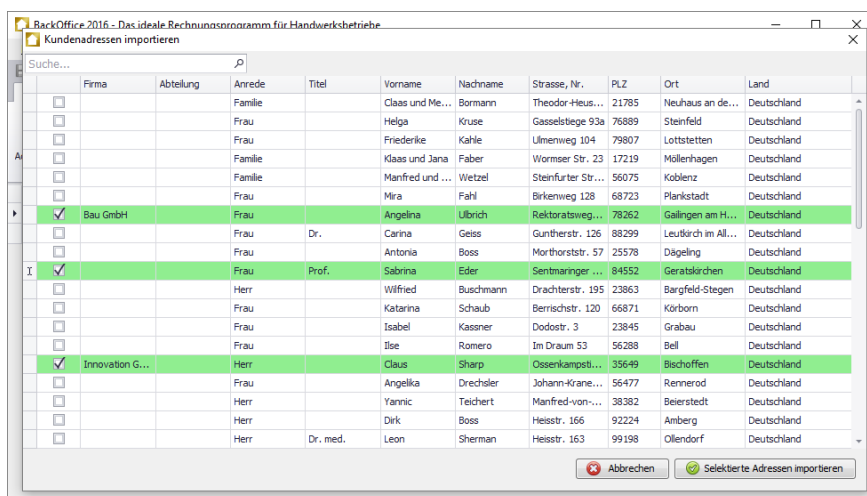 BackOffice 2016 - Das ideale Rechnungsprogramm für Handwerksbetriebe
Kundenadressen importieren
Suche...
Firma Abteilung Anrede Titel Vorname Nachname Strasse, Nr. PLZ Ort Land
Familie Claas und Me... Bormann Theodor-Heus... 21785 Neuhaus an de... Deutschland
Frau Helga Kruse Gasselstiege 93a 76889 Steinfeld Deutschland
Frau Friederike Kahle Ulmenweg 104 79807 Lottstetten Deutschland
Familie Klaas und Jana Faber Wormser Str. 23 17219 Möllenhagen Deutschland
Familie Manfred und ... Wetzel Steinfurter Str... 56075 Koblenz Deutschland
Frau Mira Fahl Birkenweg 128 68723 Plankstadt Deutschland
Bau GmbH Frau Angelina Ulbrich Rektoratsweg... 78262 Gailingen am H... Deutschland
Frau Dr. Carina Geiss Guntherstr. 126 88299 Leutkirch im All... Deutschland
Frau Antonia Boss Morthorststr. 57 25578 Dägeling Deutschland
Frau Prof. Sabrina Eder Sentmaringer ... 84552 Geratskirchen Deutschland
Herr Wilfried Buschmann Drachterstr. 195 23863 Bargfeld-Stegen Deutschland
Frau Katarina Schaub Berrischstr. 120 66871 Körborn Deutschland
Frau Isabel Kassner Dodostr. 3 23845 Grabau Deutschland
Frau Ilse Romero Im Draum 53 56288 Bell Deutschland
Innovation G... Herr Claus Sharp Ossenkampsti... 35649 Bischoffen Deutschland
Frau Angelika Drechsler Johann-Krane... 56477 Rennerod Deutschland
Herr Yannic Teichert Manfred-von-... 38382 Beierstedt Deutschland
Herr Dirk Boss Heisstr. 166 92224 Amberg Deutschland
Herr Dr. med. Leon Sherman Heisstr. 163 99198 Ollendorf Deutschland
Abbrechen Selektierte Adressen importieren